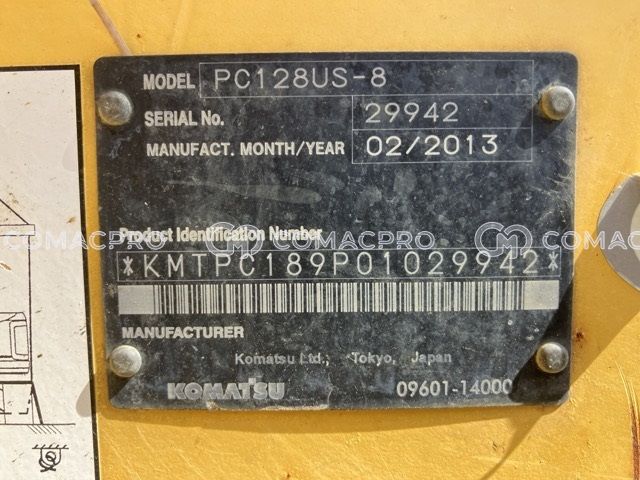 MODEL PC128US-8
SERIAL No. 29942
MANUFACT. MONTH/YEAR 02/2013
Product Identification Number
COMACPRO COMACPRO COMACPRO
*KMTPC189P01029942*
MANUFACTURER
Komatsu Ltd., Tokyo, Japan
KOMATSU 09601-14000